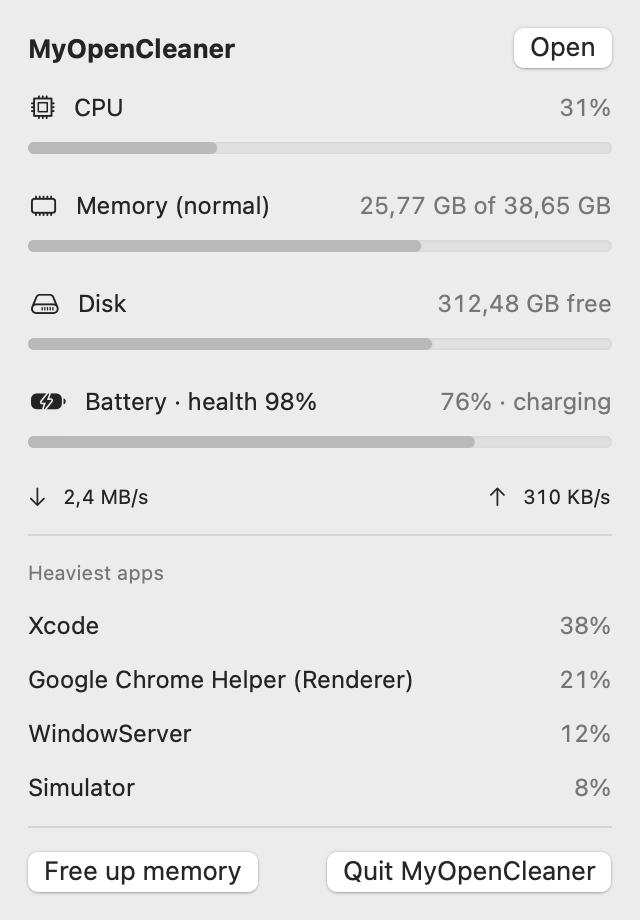 MyOpenCleaner Open
CPU 31%
Memory (normal) 25,77 GB of 38,65 GB
Disk 312,48 GB free
Battery · health 98% 76% · charging
↓ 2,4 MB/s ↑ 310 KB/s
Heaviest apps
Xcode 38%
Google Chrome Helper (Renderer) 21%
WindowServer 12%
Simulator 8%
Free up memory Quit MyOpenCleaner